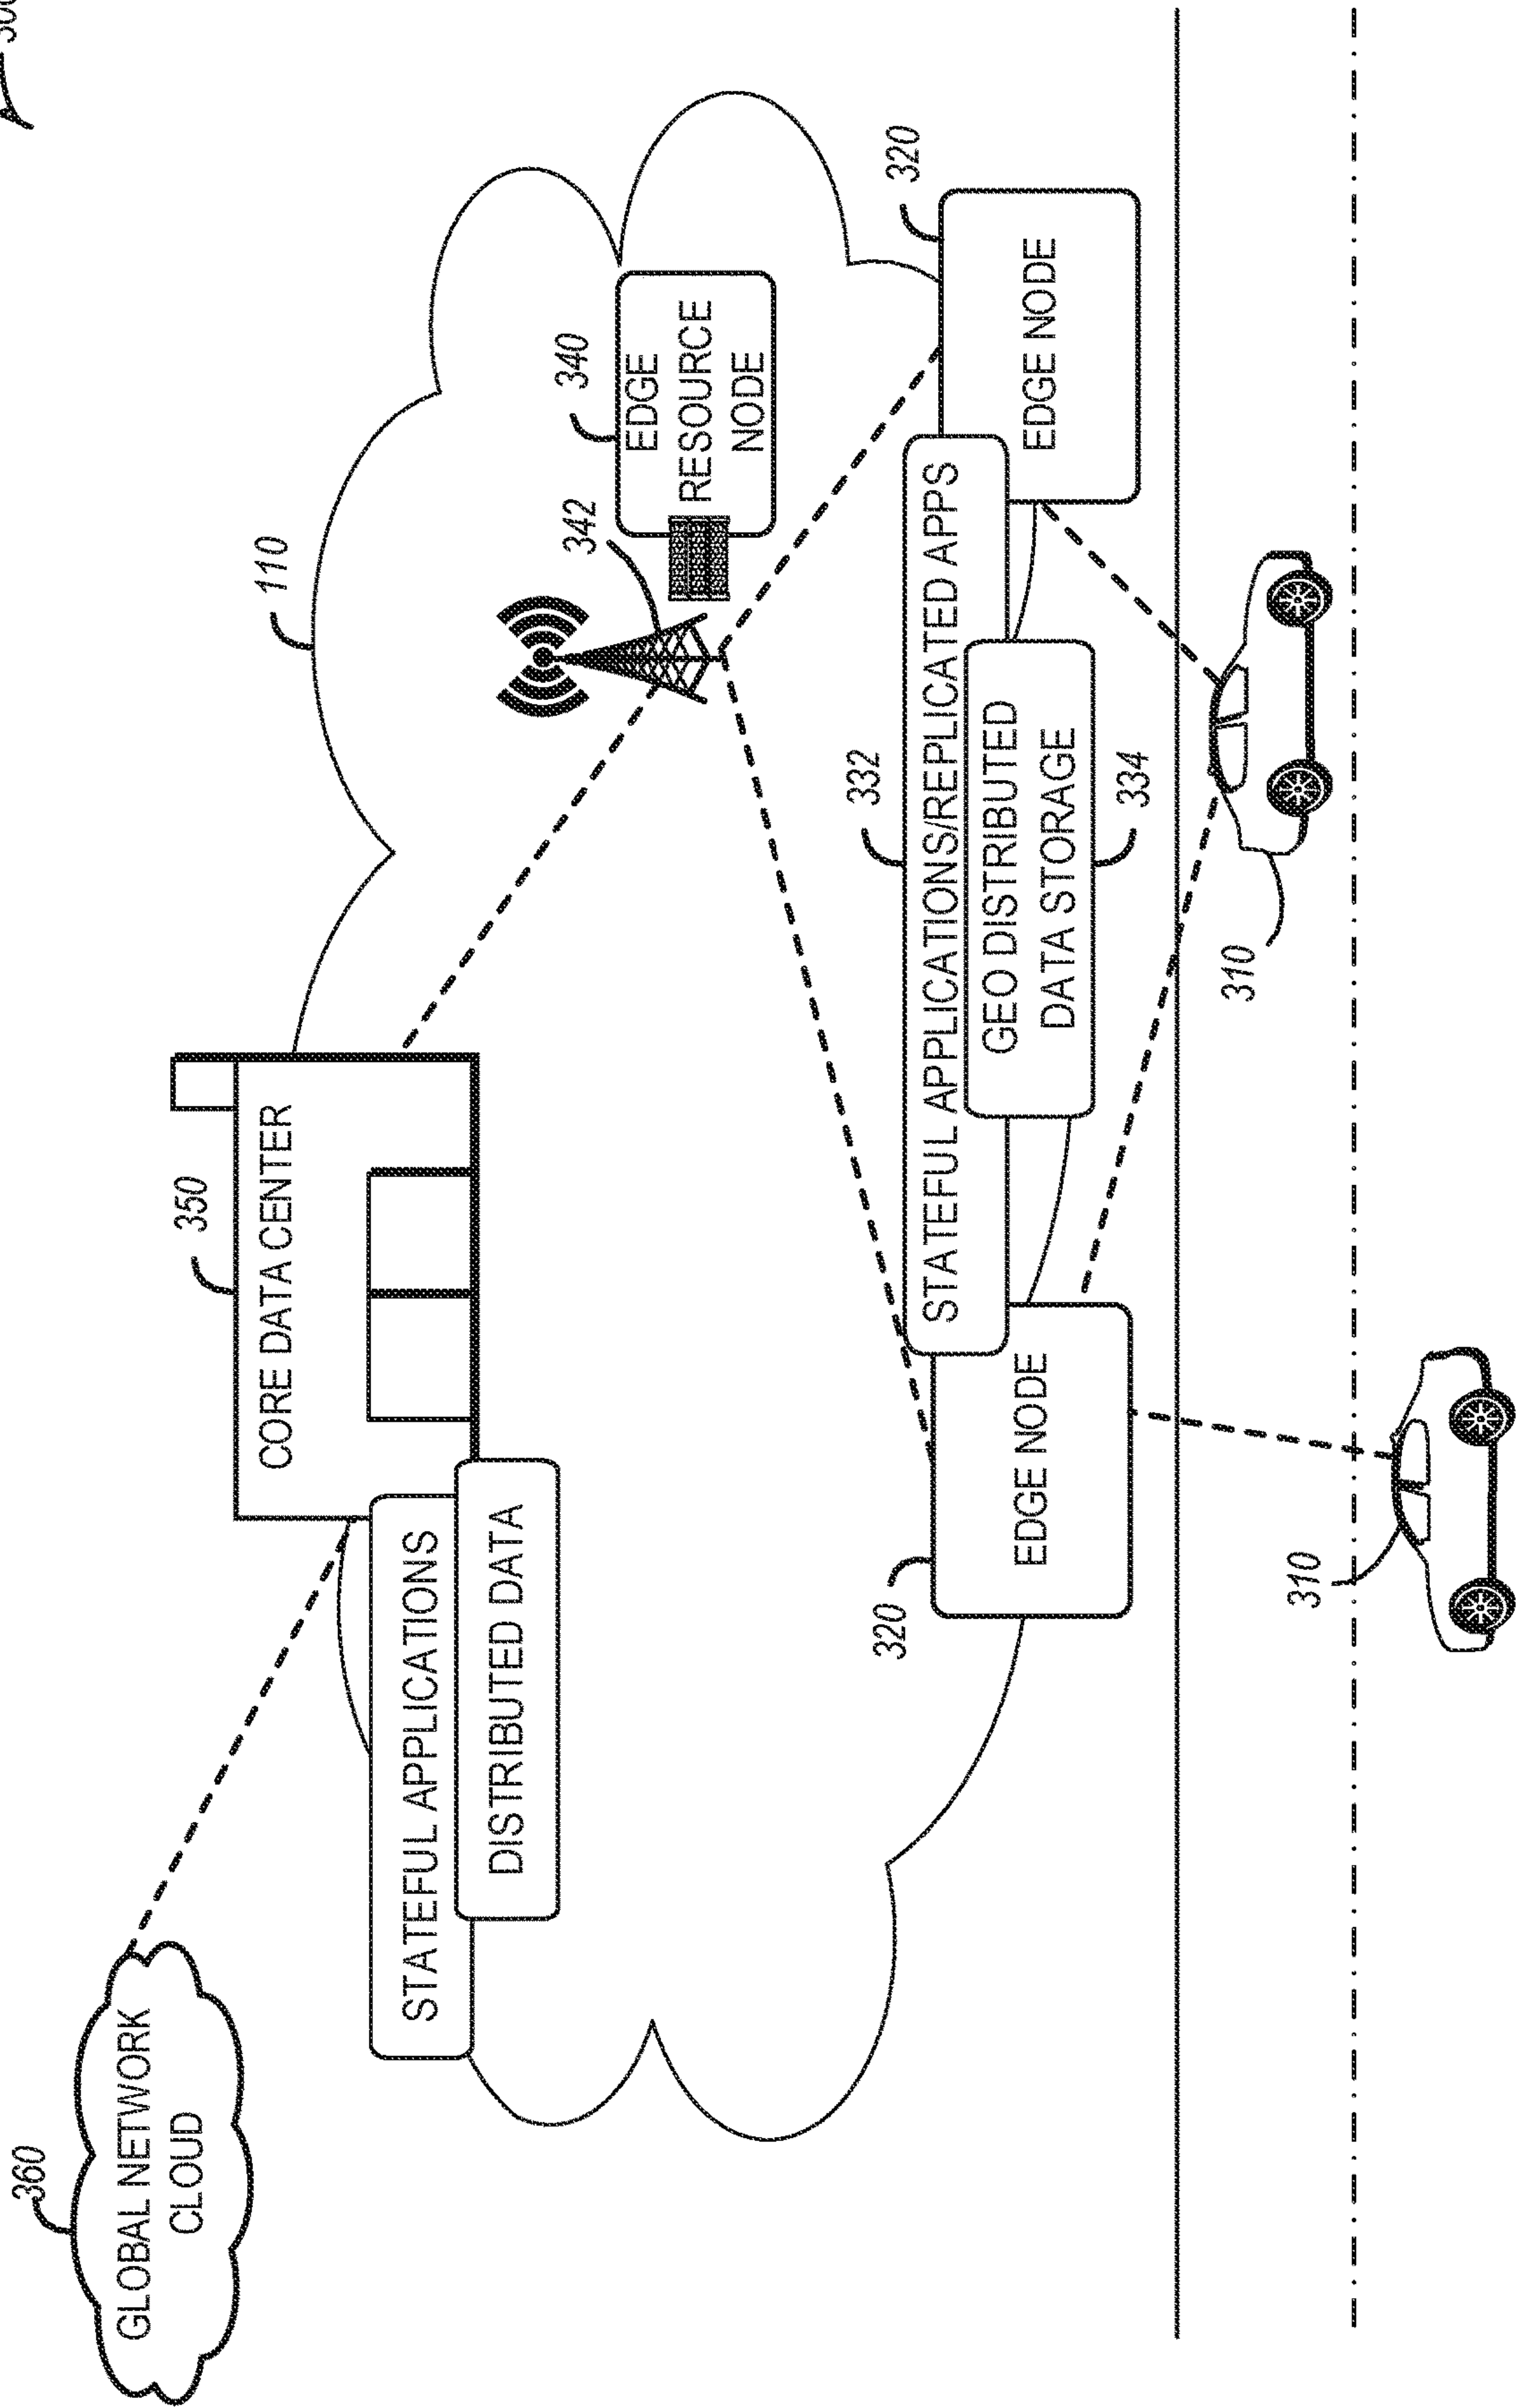 360
GLOBAL NETWORK
CLOUD
350
CORE DATA CENTER
110
STATEFUL APPLICATIONS
DISTRIBUTED DATA
342
340
EDGE
RESOURCE
NODE
332
STATEFUL APPLICATIONS/REPLICATED APPS
GEO DISTRIBUTED
DATA STORAGE
334
320
EDGE NODE
320
EDGE NODE
310
310